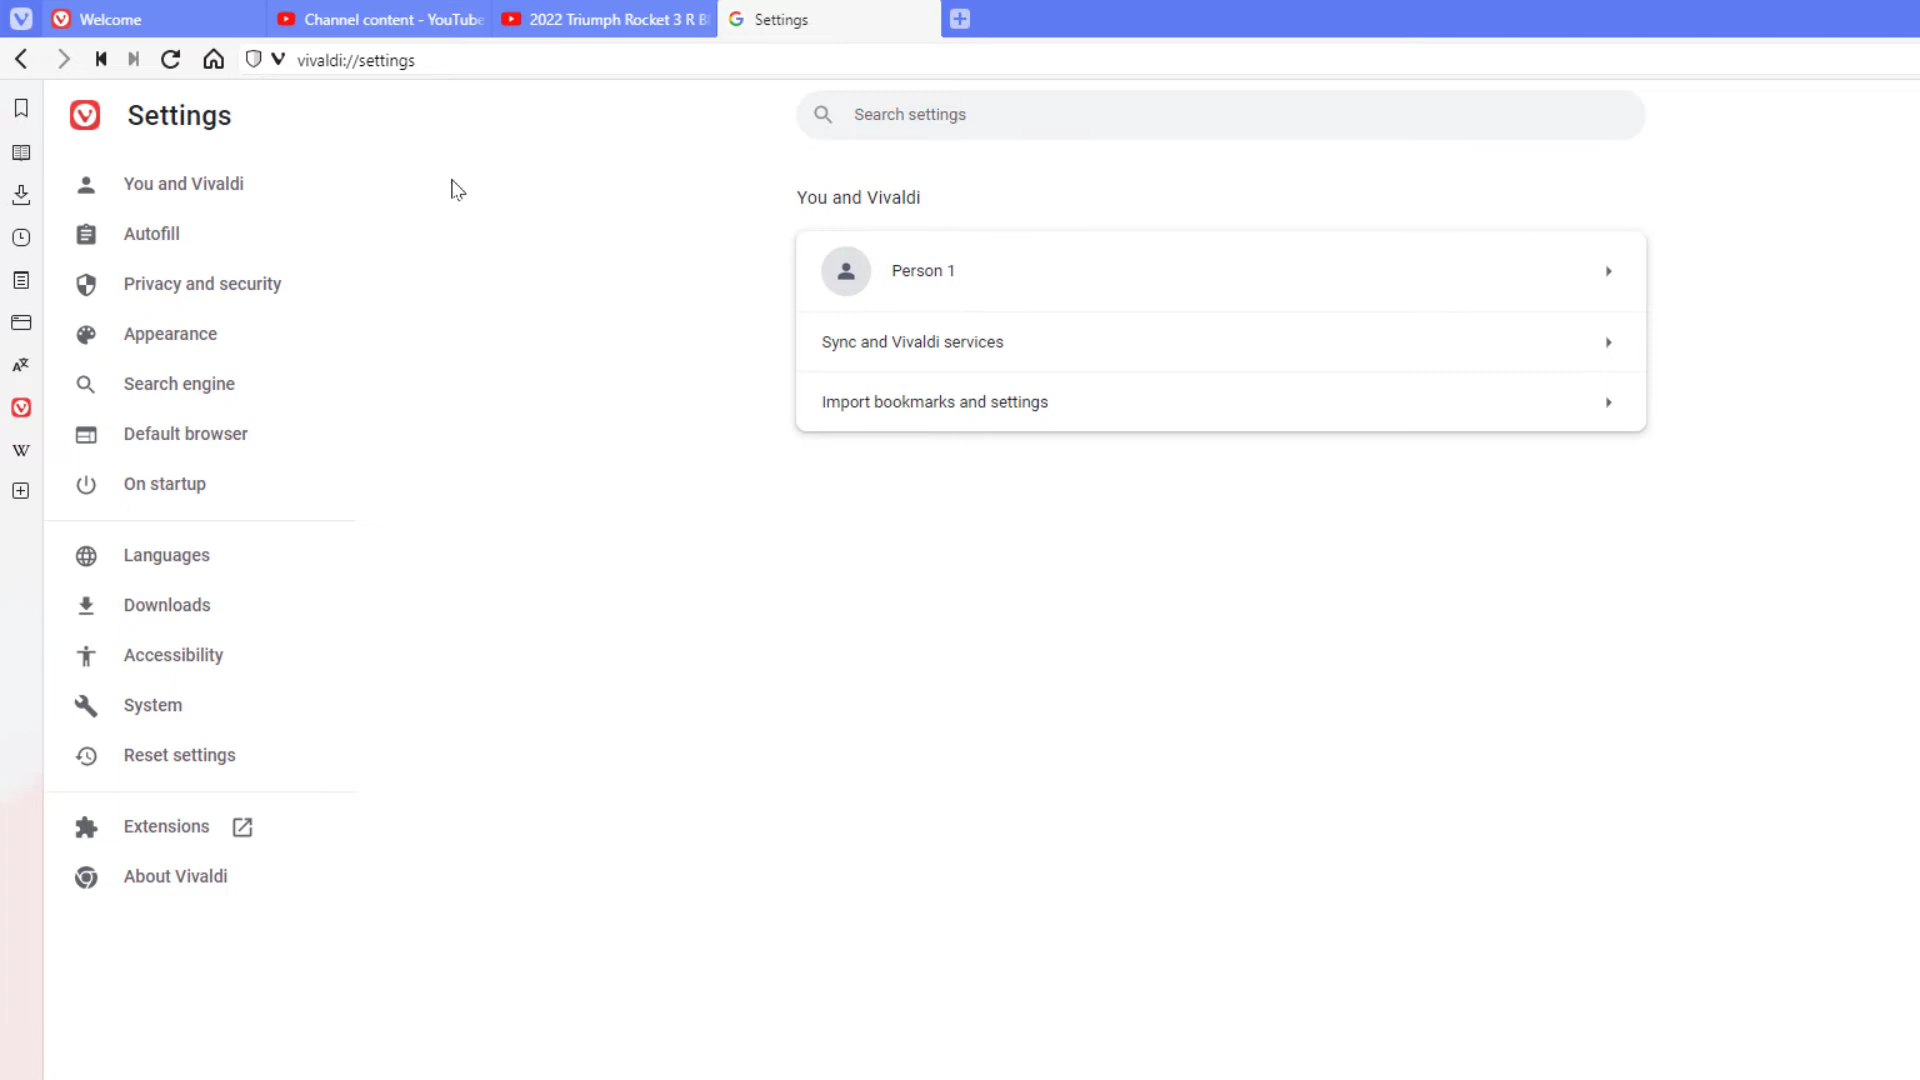 Welcome
Channel content - YouTube
2022 Triumph Rocket 3 R B
Settings
vivaldi://settings
Settings
Search settings
You and Vivaldi
Autofill
Privacy and security
Appearance
Search engine
Default browser
On startup
Languages
Downloads
Accessibility
System
Reset settings
Extensions
About Vivaldi
You and Vivaldi
Person 1
Sync and Vivaldi services
Import bookmarks and settings